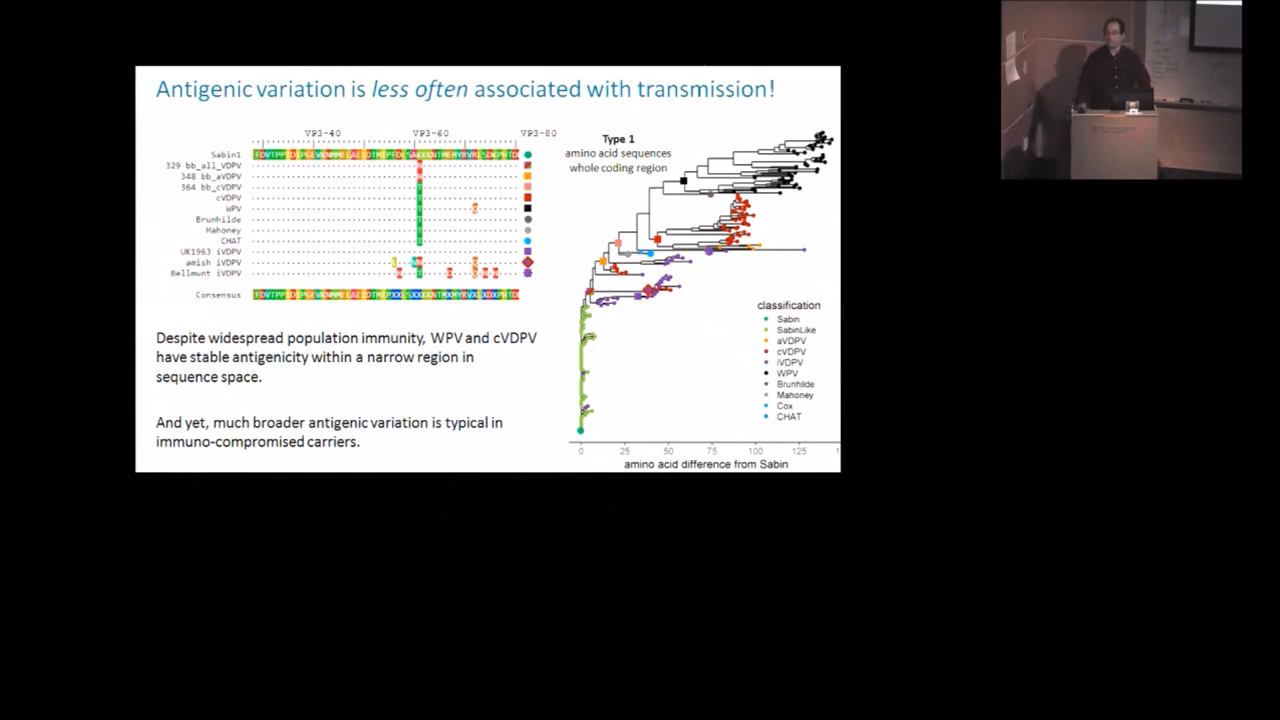 Antigenic variation is less often associated with transmission!
VP3-40 VP3-60 VP3-80
Sabin1
329 bb_all_VDPV
348 bb_aVDPV
364 bb_cVDPV
cVDPV
WPV
Brunhilde
Mahoney
CHAT
UK1963 iVDPV
amish iVDPV
Bellmunt iVDPV
Consensus
Despite widespread population immunity, WPV and cVDPV
have stable antigenicity within a narrow region in
sequence space.
And yet, much broader antigenic variation is typical in
immuno-compromised carriers.
Type 1
amino acid sequences
whole coding region
classification
Sabin
SabinLike
aVDPV
cVDPV
iVDPV
WPV
Brunhilde
Mahoney
Cox
CHAT
0 25 50 75 100 125
amino acid difference from Sabin